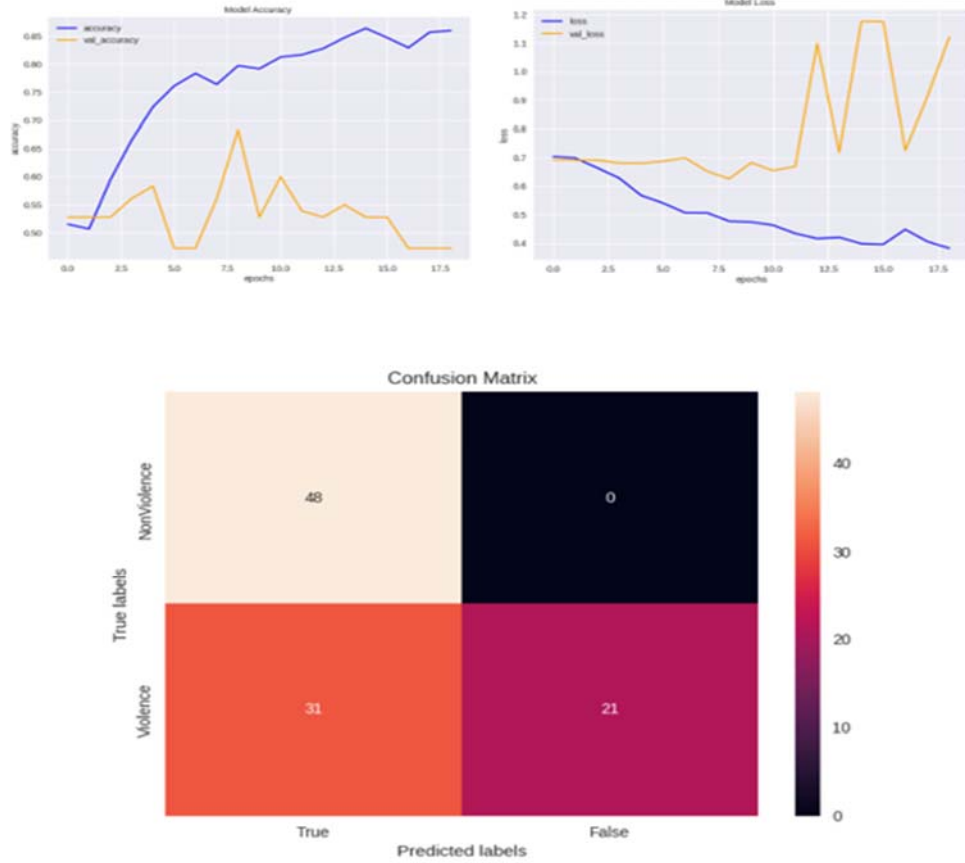 Model Accuracy
accuracy
val_accuracy
0.85
0.80
0.75
0.70
0.65
0.60
0.55
0.50
accuracy
0.0 2.5 5.0 7.5 10.0 12.5 15.0 17.5
epochs
Model Loss
loss
val_loss
1.2
1.1
1.0
0.9
0.8
0.7
0.6
0.5
0.4
loss
0.0 2.5 5.0 7.5 10.0 12.5 15.0 17.5
epochs
Confusion Matrix
True labels
NonViolence
Violence
48 0
31 21
True False
Predicted labels
40
30
20
10
0